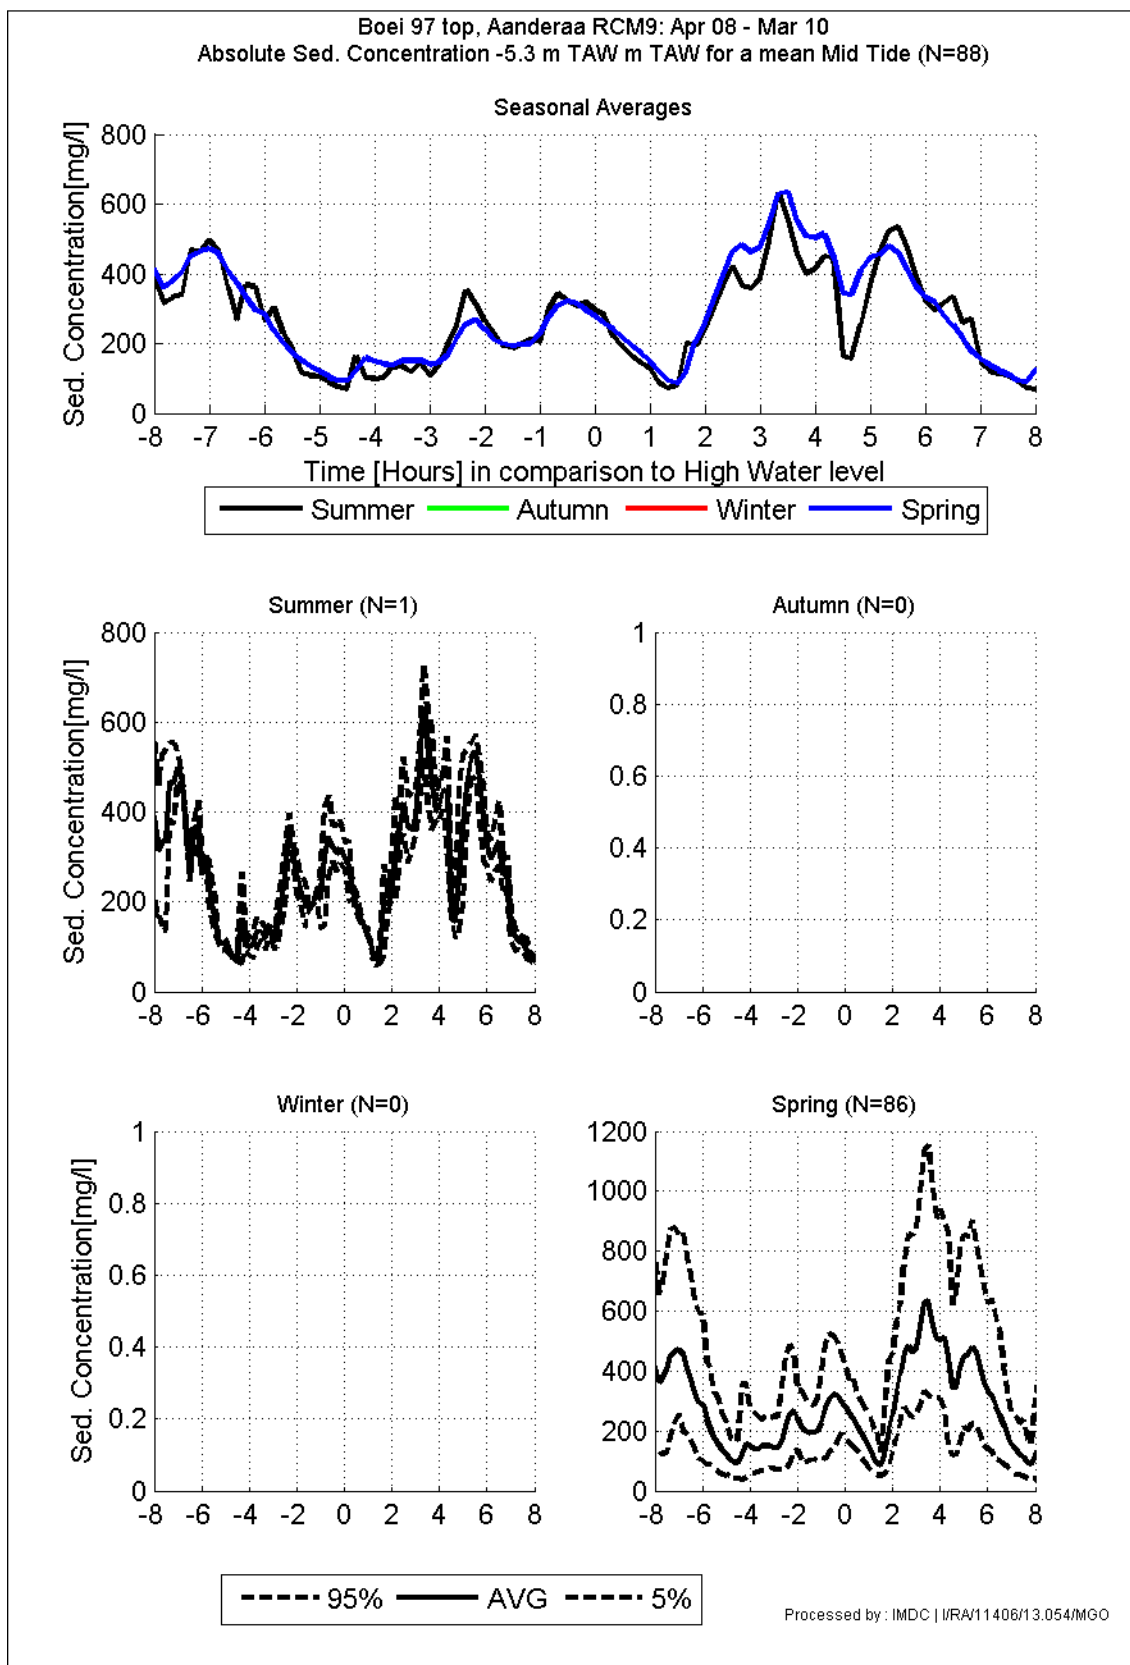 Boei 97 top, Aanderaa RCM9: Apr 08 - Mar 10
Absolute Sed. Concentration -5.3 m TAW m TAW for a mean Mid Tide (N=88)
Seasonal Averages
Sed. Concentration[mg/l]
800
600
400
200
0
-8 -7 -6 -5 -4 -3 -2 -1 0 1 2 3 4 5 6 7 8
Time [Hours] in comparison to High Water level
Summer Autumn Winter Spring
Summer (N=1)
Sed. Concentration[mg/l]
800
600
400
200
0
-8 -6 -4 -2 0 2 4 6 8
Autumn (N=0)
1
0.8
0.6
0.4
0.2
0
-8 -6 -4 -2 0 2 4 6 8
Winter (N=0)
Sed. Concentration[mg/l]
1
0.8
0.6
0.4
0.2
0
-8 -6 -4 -2 0 2 4 6 8
Spring (N=86)
1200
1000
800
600
400
200
0
-8 -6 -4 -2 0 2 4 6 8
95% AVG 5%
Processed by : IMDC | I/RA/11406/13.054/MGO